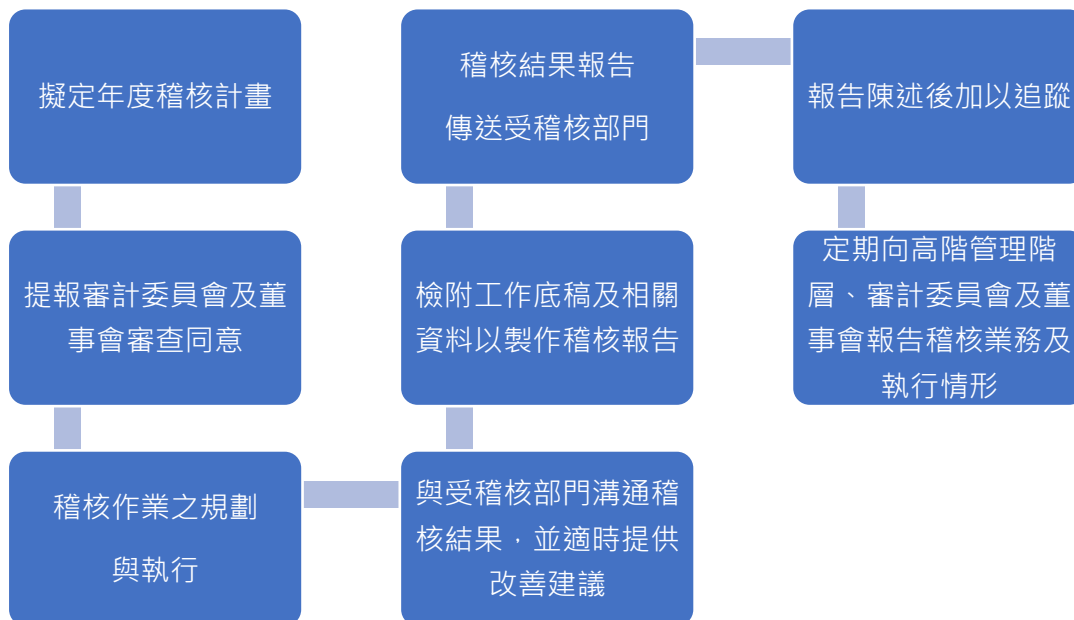 擬定年度稽核計畫
提報審計委員會及董
事會審查同意
稽核作業之規劃
與執行
與受稽核部門溝通稽
核結果，並適時提供
改善建議
檢附工作底稿及相關
資料以製作稽核報告
稽核結果報告
傳送受稽核部門
報告陳述後加以追蹤
定期向高階管理階
層、審計委員會及董
事會報告稽核業務及
執行情形